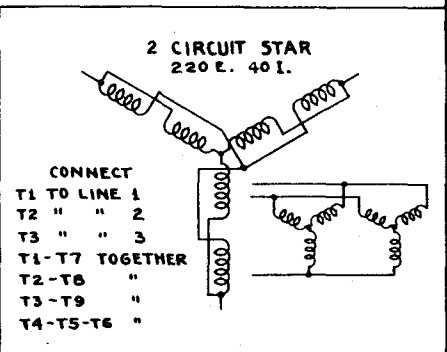 2 CIRCUIT STAR
220 E. 40 I.
CONNECT
T1 TO LINE 1
T2 " " 2
T3 " " 3
T1-T7 TOGETHER
T2-T8 "
T3-T9 "
T4-T5-T6 "